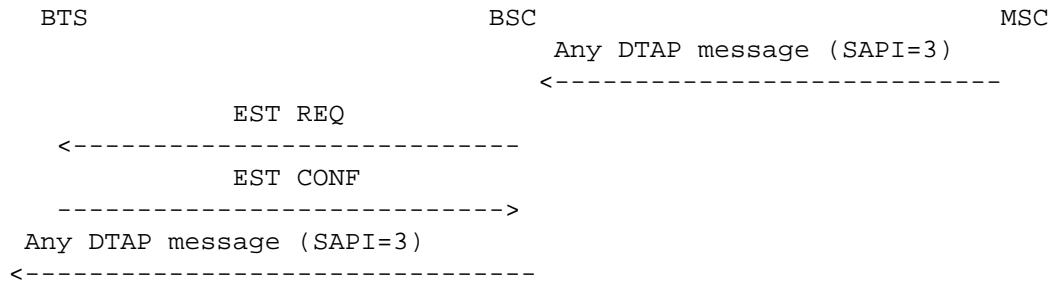 BTS BSC MSC
Any DTAP message (SAPI=3)
<----------------------------
EST REQ
<----------------------------
EST CONF
---------------------------->
Any DTAP message (SAPI=3)
<---------------------------------